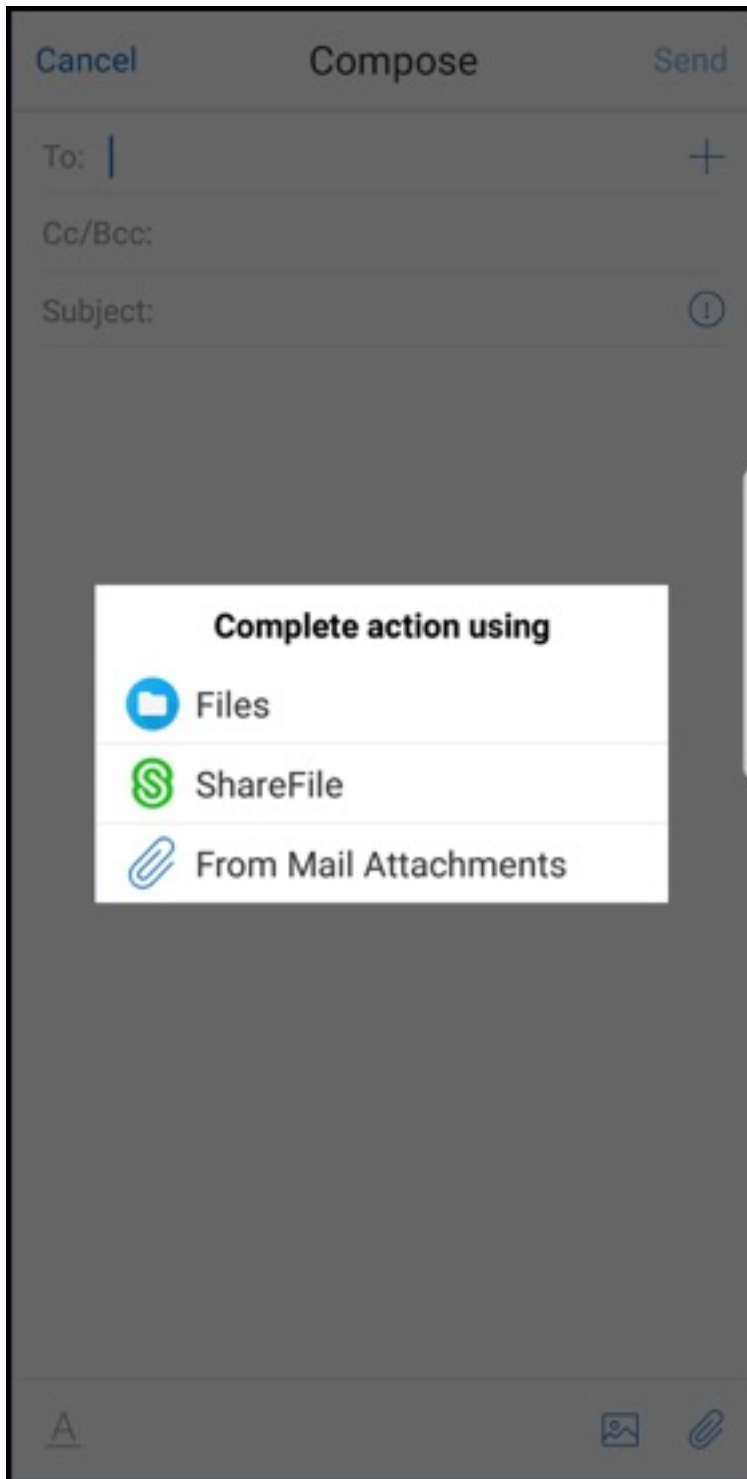 Cancel Compose Send
To:
Cc/Bcc:
Subject:
Complete action using
Files
ShareFile
From Mail Attachments
A